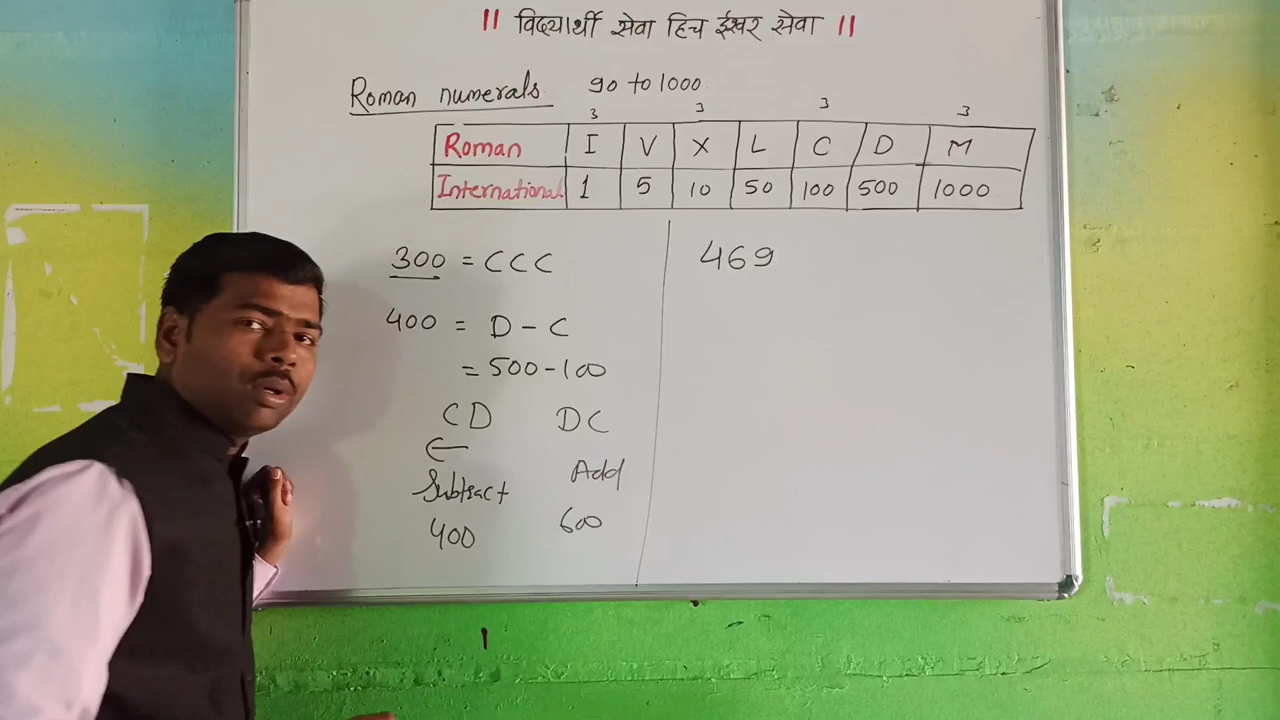 ॥ विद्यार्थी सेवा हिच ईश्वर सेवा ॥
Roman numerals 90 to 1000
3 3 3 3
Roman I V X L C D M
International 1 5 10 50 100 500 1000
300 = CCC
400 = D - C
= 500 - 100
CD DC
←
Subtract Add
400 600
469